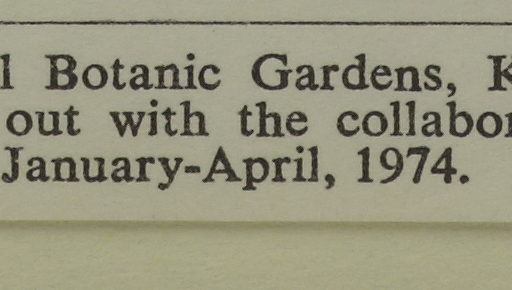 l Botanic Gardens, K
out with the collabor
January-April, 1974.